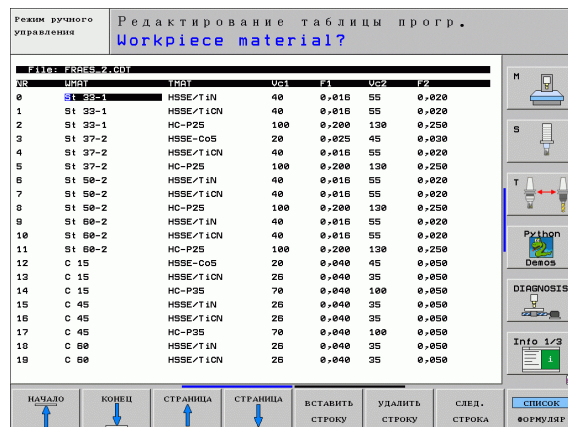 Режим ручного
управления
Редактирование таблицы прогр.
Workpiece material?
File: FRAES_2.CDT
NR WMAT TMAT Vc1 F1 Vc2 F2
0 St 33-1 HSSE/TiN 40 0,016 55 0,020
1 St 33-1 HSSE/TiCN 40 0,016 55 0,020
2 St 33-1 HC-P25 100 0,200 130 0,250
3 St 37-2 HSSE-Co5 20 0,025 45 0,030
4 St 37-2 HSSE/TiCN 40 0,016 55 0,020
5 St 37-2 HC-P25 100 0,200 130 0,250
6 St 50-2 HSSE/TiN 40 0,016 55 0,020
7 St 50-2 HSSE/TiCN 40 0,016 55 0,020
8 St 50-2 HC-P25 100 0,200 130 0,250
9 St 60-2 HSSE/TiN 40 0,016 55 0,020
10 St 60-2 HSSE/TiCN 40 0,016 55 0,020
11 St 60-2 HC-P25 100 0,200 130 0,250
12 C 15 HSSE-Co5 20 0,040 45 0,050
13 C 15 HSSE/TiCN 26 0,040 35 0,050
14 C 15 HC-P35 70 0,040 100 0,050
15 C 45 HSSE/TiN 26 0,040 35 0,050
16 C 45 HSSE/TiCN 26 0,040 35 0,050
17 C 45 HC-P35 70 0,040 100 0,050
18 C 60 HSSE/TiN 26 0,040 35 0,050
19 C 60 HSSE/TiCN 26 0,040 35 0,050
M
S
T
Python
Demos
DIAGNOSIS
Info 1/3
i
НАЧАЛО
КОНЕЦ
СТРАНИЦА
СТРАНИЦА
ВСТАВИТЬ
СТРОКУ
УДАЛИТЬ
СТРОКУ
СЛЕД.
СТРОКА
СПИСОК
ФОРМУЛЯР